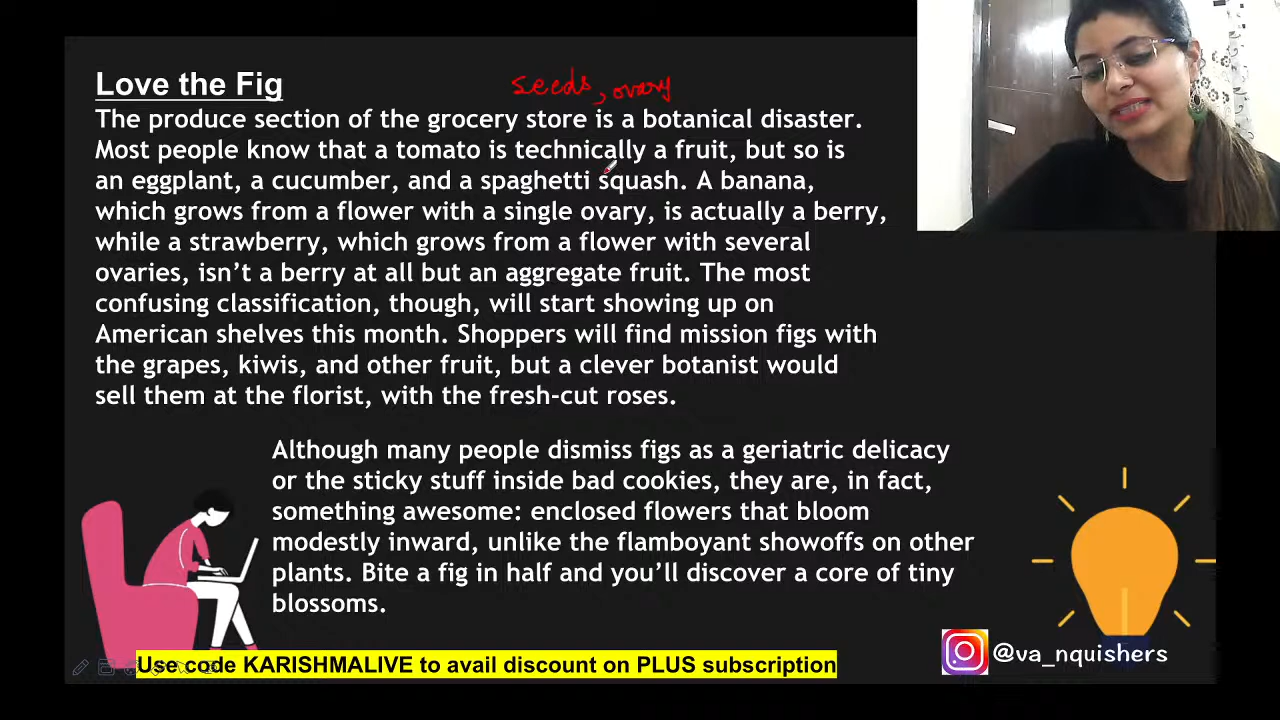 Love the Fig
seeds, ovary
The produce section of the grocery store is a botanical disaster.
Most people know that a tomato is technically a fruit, but so is
an eggplant, a cucumber, and a spaghetti squash. A banana,
which grows from a flower with a single ovary, is actually a berry,
while a strawberry, which grows from a flower with several
ovaries, isn’t a berry at all but an aggregate fruit. The most
confusing classification, though, will start showing up on
American shelves this month. Shoppers will find mission figs with
the grapes, kiwis, and other fruit, but a clever botanist would
sell them at the florist, with the fresh-cut roses.
Although many people dismiss figs as a geriatric delicacy
or the sticky stuff inside bad cookies, they are, in fact,
something awesome: enclosed flowers that bloom
modestly inward, unlike the flamboyant showoffs on other
plants. Bite a fig in half and you’ll discover a core of tiny
blossoms.
Use code KARISHMALIVE to avail discount on PLUS subscription
@va_nquishers